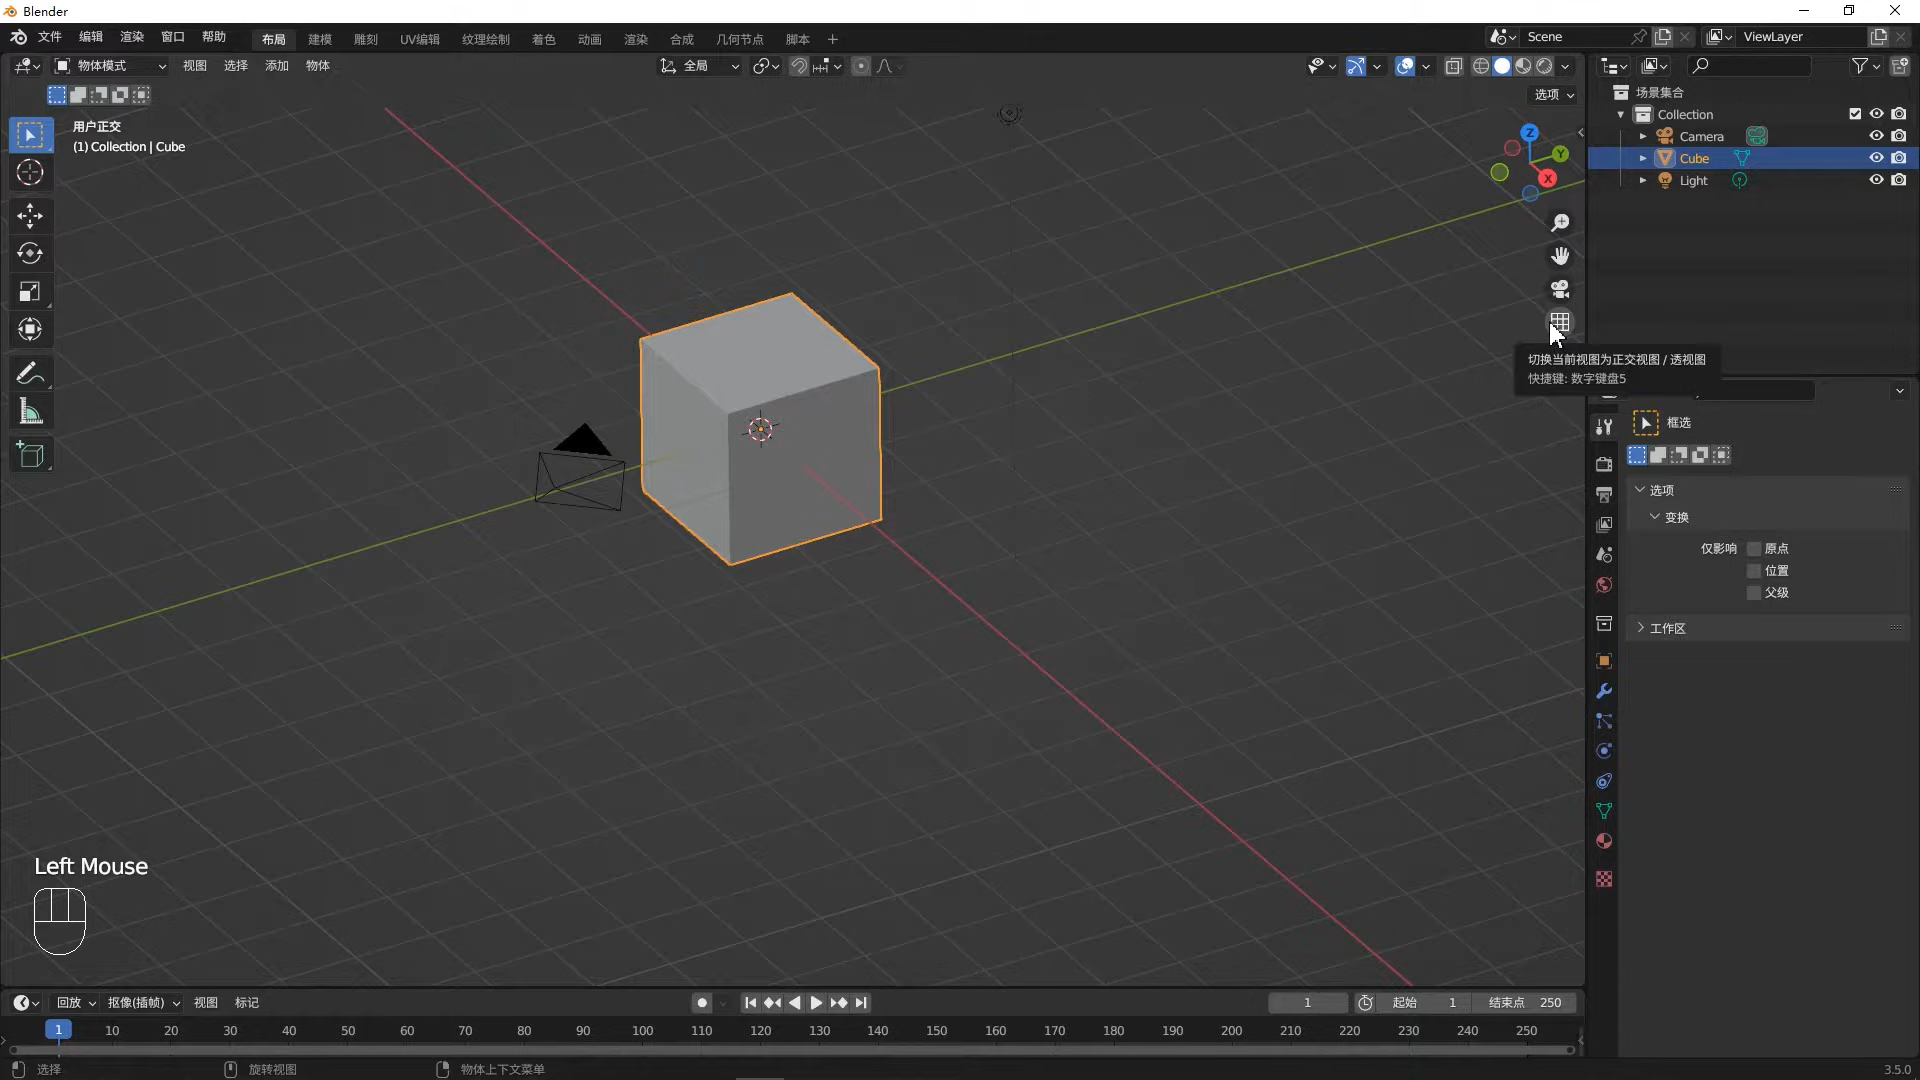 Blender
文件 编辑 渲染 窗口 帮助 布局 建模 雕刻 UV编辑 纹理绘制 着色 动画 渲染 合成 几何节点 脚本 Scene ViewLayer
物体模式 视图 选择 添加 物体 全局
选项
用户正交
(1) Collection | Cube
Z
Y
X
场景集合
Collection
Camera
Cube
Light
切换当前视图为正交视图 / 透视图
快捷键: 数字键盘5
框选
选项
变换
仅影响 原点
位置
父级
工作区
Left Mouse
回放 抠像(插帧) 视图 标记 1 起始 1 结束点 250
1 10 20 30 40 50 60 70 80 90 100 110 120 130 140 150 160 170 180 190 200 210 220 230 240 250
选择 旋转视图 物体上下文菜单 3.5.0